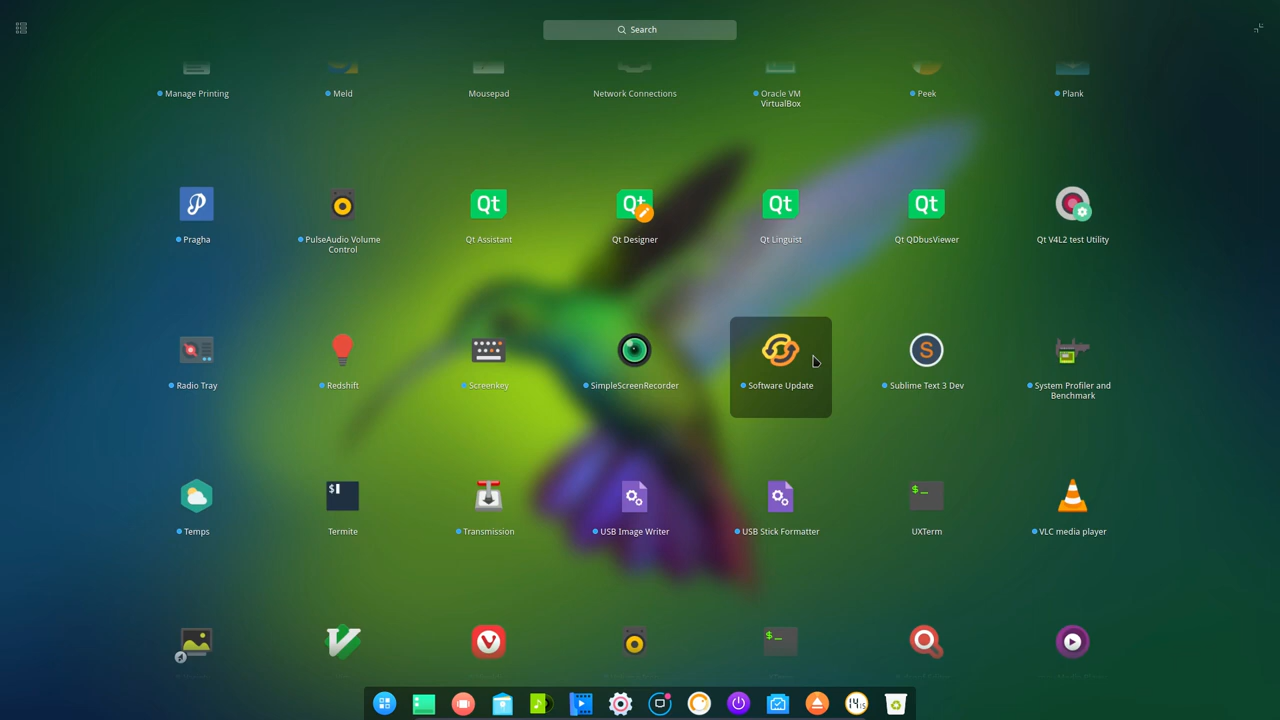 Search
Manage Printing
Meld
Mousepad
Network Connections
Oracle VM
VirtualBox
Peek
Plank
Pragha
PulseAudio Volume
Control
Qt Assistant
Qt Designer
Qt Linguist
Qt QDbusViewer
Qt V4L2 test Utility
Radio Tray
Redshift
Screenkey
SimpleScreenRecorder
Software Update
Sublime Text 3 Dev
System Profiler and
Benchmark
Temps
Termite
Transmission
USB Image Writer
USB Stick Formatter
UXTerm
VLC media player